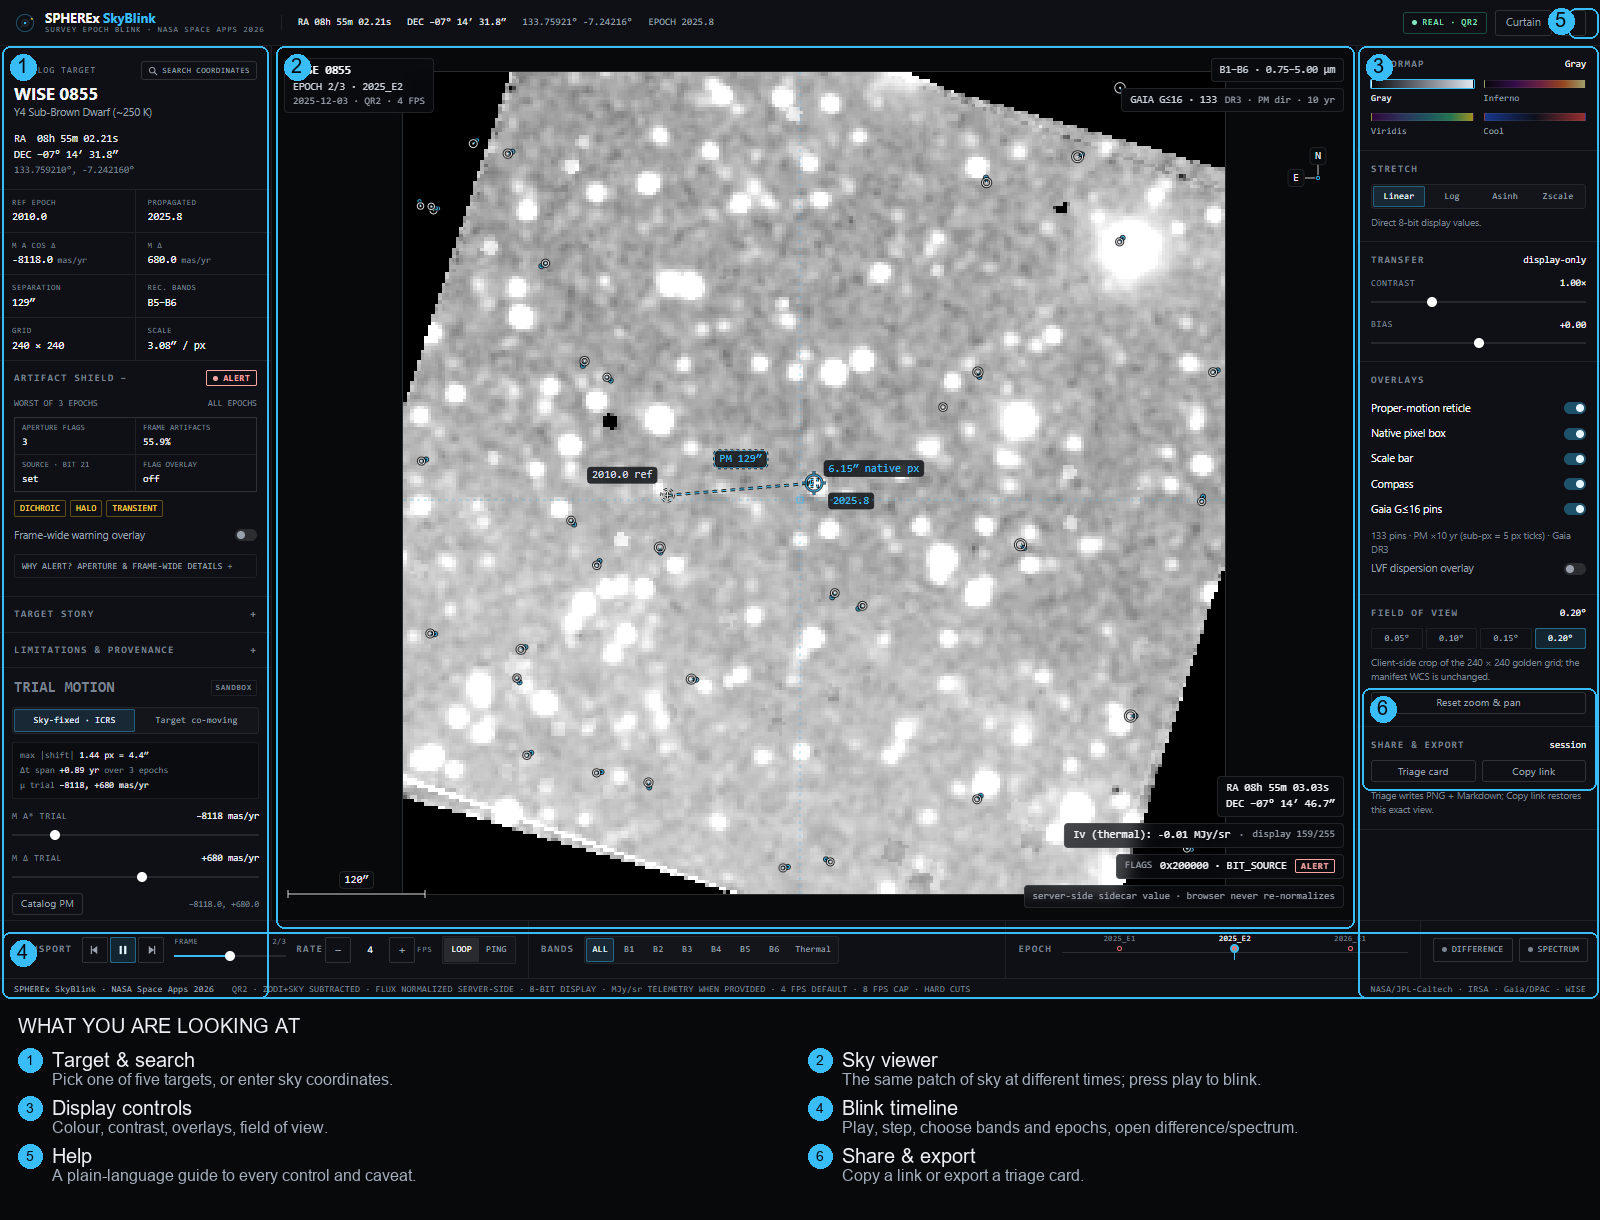 SPHEREx SkyBlink
SURVEY EPOCH BLINK · NASA SPACE APPS 2026
RA 08h 55m 02.21s DEC −07° 14′ 31.8″ 133.75921° -7.24216° EPOCH 2025.8
REAL · QR2
Curtain
5
1
LOG TARGET
SEARCH COORDINATES
WISE 0855
Y4 Sub-Brown Dwarf (~250 K)
RA 08h 55m 02.21s
DEC −07° 14′ 31.8″
133.759210°, -7.242160°
REF EPOCH
2010.0
PROPAGATED
2025.8
Μ Α COS Δ
-8118.0 mas/yr
Μ Δ
680.0 mas/yr
SEPARATION
129″
REC. BANDS
B5–B6
GRID
240 × 240
SCALE
3.08″ / px
ARTIFACT SHIELD −
ALERT
WORST OF 3 EPOCHS
ALL EPOCHS
APERTURE FLAGS
3
FRAME ARTIFACTS
55.9%
SOURCE · BIT 21
set
FLAG OVERLAY
off
DICHROIC
HALO
TRANSIENT
Frame-wide warning overlay
WHY ALERT? APERTURE & FRAME-WIDE DETAILS +
TARGET STORY +
LIMITATIONS & PROVENANCE +
TRIAL MOTION
SANDBOX
Sky-fixed · ICRS
Target co-moving
max |shift| 1.44 px = 4.4″
Δt span +0.89 yr over 3 epochs
μ trial −8118, +680 mas/yr
Μ Α* TRIAL −8118 mas/yr
Μ Δ TRIAL +680 mas/yr
Catalog PM
−8118.0, +680.0
2
SE 0855
EPOCH 2/3 · 2025_E2
2025-12-03 · QR2 · 4 FPS
B1–B6 · 0.75–5.00 µm
GAIA G≤16 · 133 DR3 · PM dir · 10 yr
N
E
2010.0 ref
PM 129″
6.15″ native px
2025.8
120″
RA 08h 55m 03.03s
DEC −07° 14′ 46.7″
Iν (thermal): -0.01 MJy/sr · display 159/255
FLAGS 0x200000 · BIT_SOURCE ALERT
server-side sidecar value · browser never re-normalizes
3
ORMAP
Gray
Gray
Inferno
Viridis
Cool
STRETCH
Linear
Log
Asinh
Zscale
Direct 8-bit display values.
TRANSFER
display-only
CONTRAST
1.00×
BIAS
+0.00
OVERLAYS
Proper-motion reticle
Native pixel box
Scale bar
Compass
Gaia G≤16 pins
133 pins · PM ×10 yr (sub-px = 5 px ticks) · Gaia
DR3
LVF dispersion overlay
FIELD OF VIEW
0.20°
0.05°
0.10°
0.15°
0.20°
Client-side crop of the 240 × 240 golden grid; the
manifest WCS is unchanged.
6
Reset zoom & pan
SHARE & EXPORT
session
Triage card
Copy link
Triage writes PNG + Markdown; Copy link restores
this exact view.
4
SPORT
FRAME
2/3
RATE
−
4
+
FPS
LOOP
PING
BANDS
ALL
B1
B2
B3
B4
B5
B6
Thermal
EPOCH
2025_E1
2025_E2
2026_E1
DIFFERENCE
SPECTRUM
SPHEREx SkyBlink · NASA Space Apps 2026
QR2 · ZODI+SKY SUBTRACTED · FLUX NORMALIZED SERVER-SIDE · 8-BIT DISPLAY · MJy/sr TELEMETRY WHEN PROVIDED · 4 FPS DEFAULT · 8 FPS CAP · HARD CUTS
NASA/JPL-Caltech · IRSA · Gaia/DPAC · WISE
WHAT YOU ARE LOOKING AT
1 Target & search
Pick one of five targets, or enter sky coordinates.
2 Sky viewer
The same patch of sky at different times; press play to blink.
3 Display controls
Colour, contrast, overlays, field of view.
4 Blink timeline
Play, step, choose bands and epochs, open difference/spectrum.
5 Help
A plain-language guide to every control and caveat.
6 Share & export
Copy a link or export a triage card.